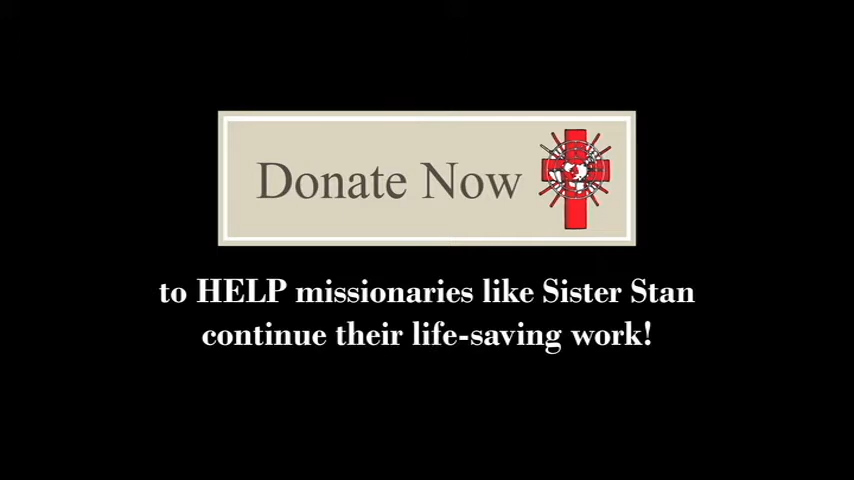 Donate Now
to HELP missionaries like Sister Stan
continue their life-saving work!